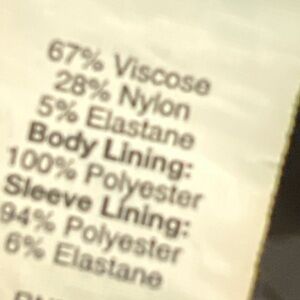 67% Viscose
28% Nylon
5% Elastane
Body Lining:
100% Polyester
Sleeve Lining:
94% Polyester
6% Elastane